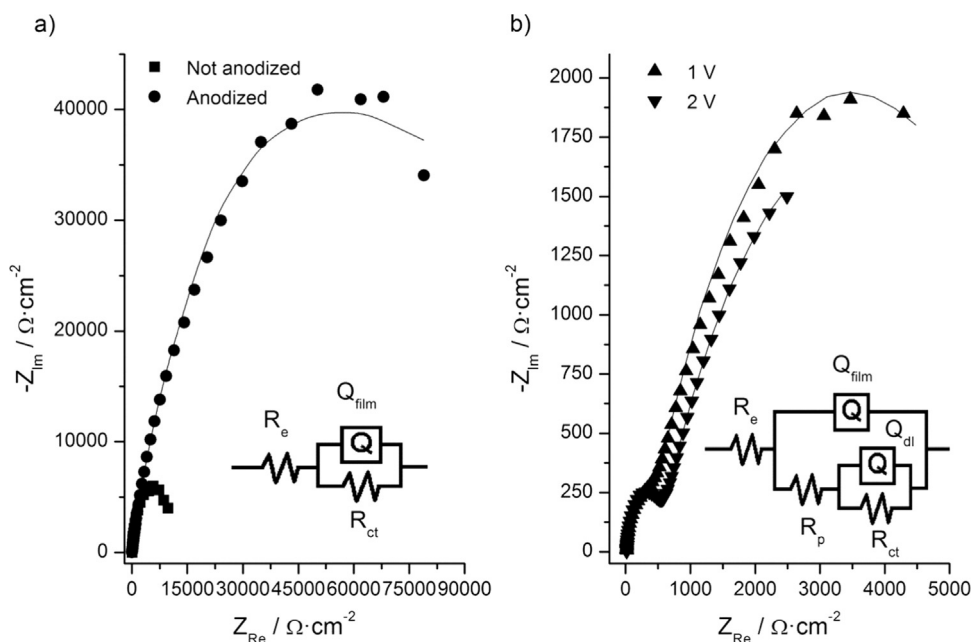 a)
Not anodized
Anodized
40000
30000
20000
10000
0
-Z_Im / Ω·cm⁻²
0 15000 30000 45000 60000 75000 90000
Z_Re / Ω·cm⁻²
R_e
Q_film
Q
R_ct
b)
1 V
2 V
2000
1750
1500
1250
1000
750
500
250
0
-Z_Im / Ω·cm⁻²
0 1000 2000 3000 4000 5000
Z_Re / Ω·cm⁻²
Q_film
R_e
Q
Q_dl
Q
R_p
R_ct